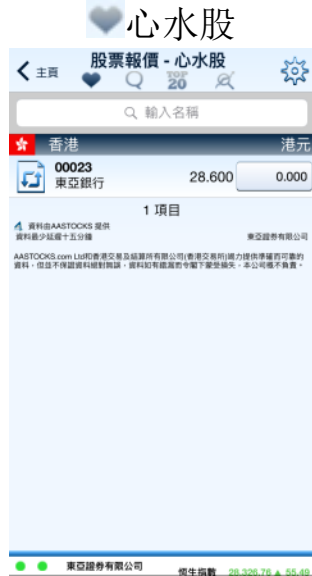 心水股
股票報價 - 心水股
主頁
TOP 20
輸入名稱
香港 港元
00023
東亞銀行 28.600 0.000
1 項目
資料由AASTOCKS 提供
資料最少延遲十五分鐘 東亞證券有限公司
AASTOCKS.com Ltd和香港交易及結算所有限公司(香港交易所)竭力提供準確而可靠的
資料，但並不保證資料絕對無誤，資料如有錯漏而令閣下蒙受損失，本公司概不負責。
東亞證券有限公司
恆生指數 28,326.76 ▲ 55.49